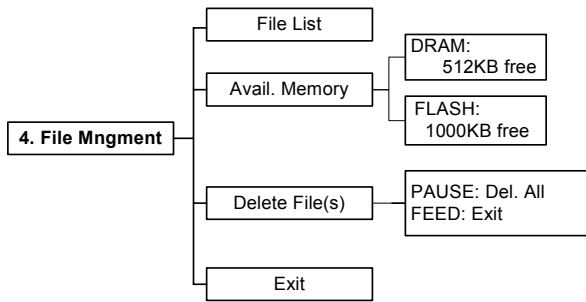 File List
DRAM:
512KB free
Avail. Memory
FLASH:
1000KB free
4. File Mngment
Delete File(s)
PAUSE: Del. All
FEED: Exit
Exit